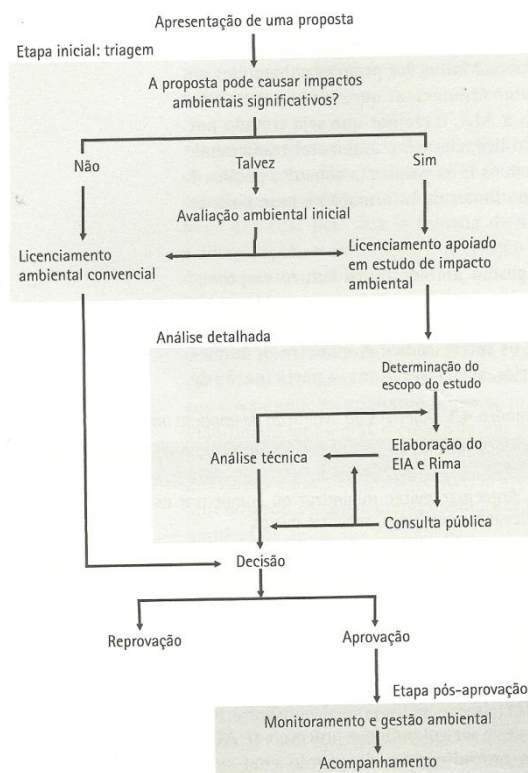 Apresentação de uma proposta
Etapa inicial: triagem
A proposta pode causar impactos
ambientais significativos?
Não
Talvez
Sim
Avaliação ambiental inicial
Licenciamento
ambiental convencial
Licenciamento apoiado
em estudo de impacto
ambiental
Análise detalhada
Determinação do
escopo do estudo
Análise técnica
Elaboração do
EIA e Rima
Consulta pública
Decisão
Reprovação
Aprovação
Etapa pós-aprovação
Monitoramento e gestão ambiental
Acompanhamento